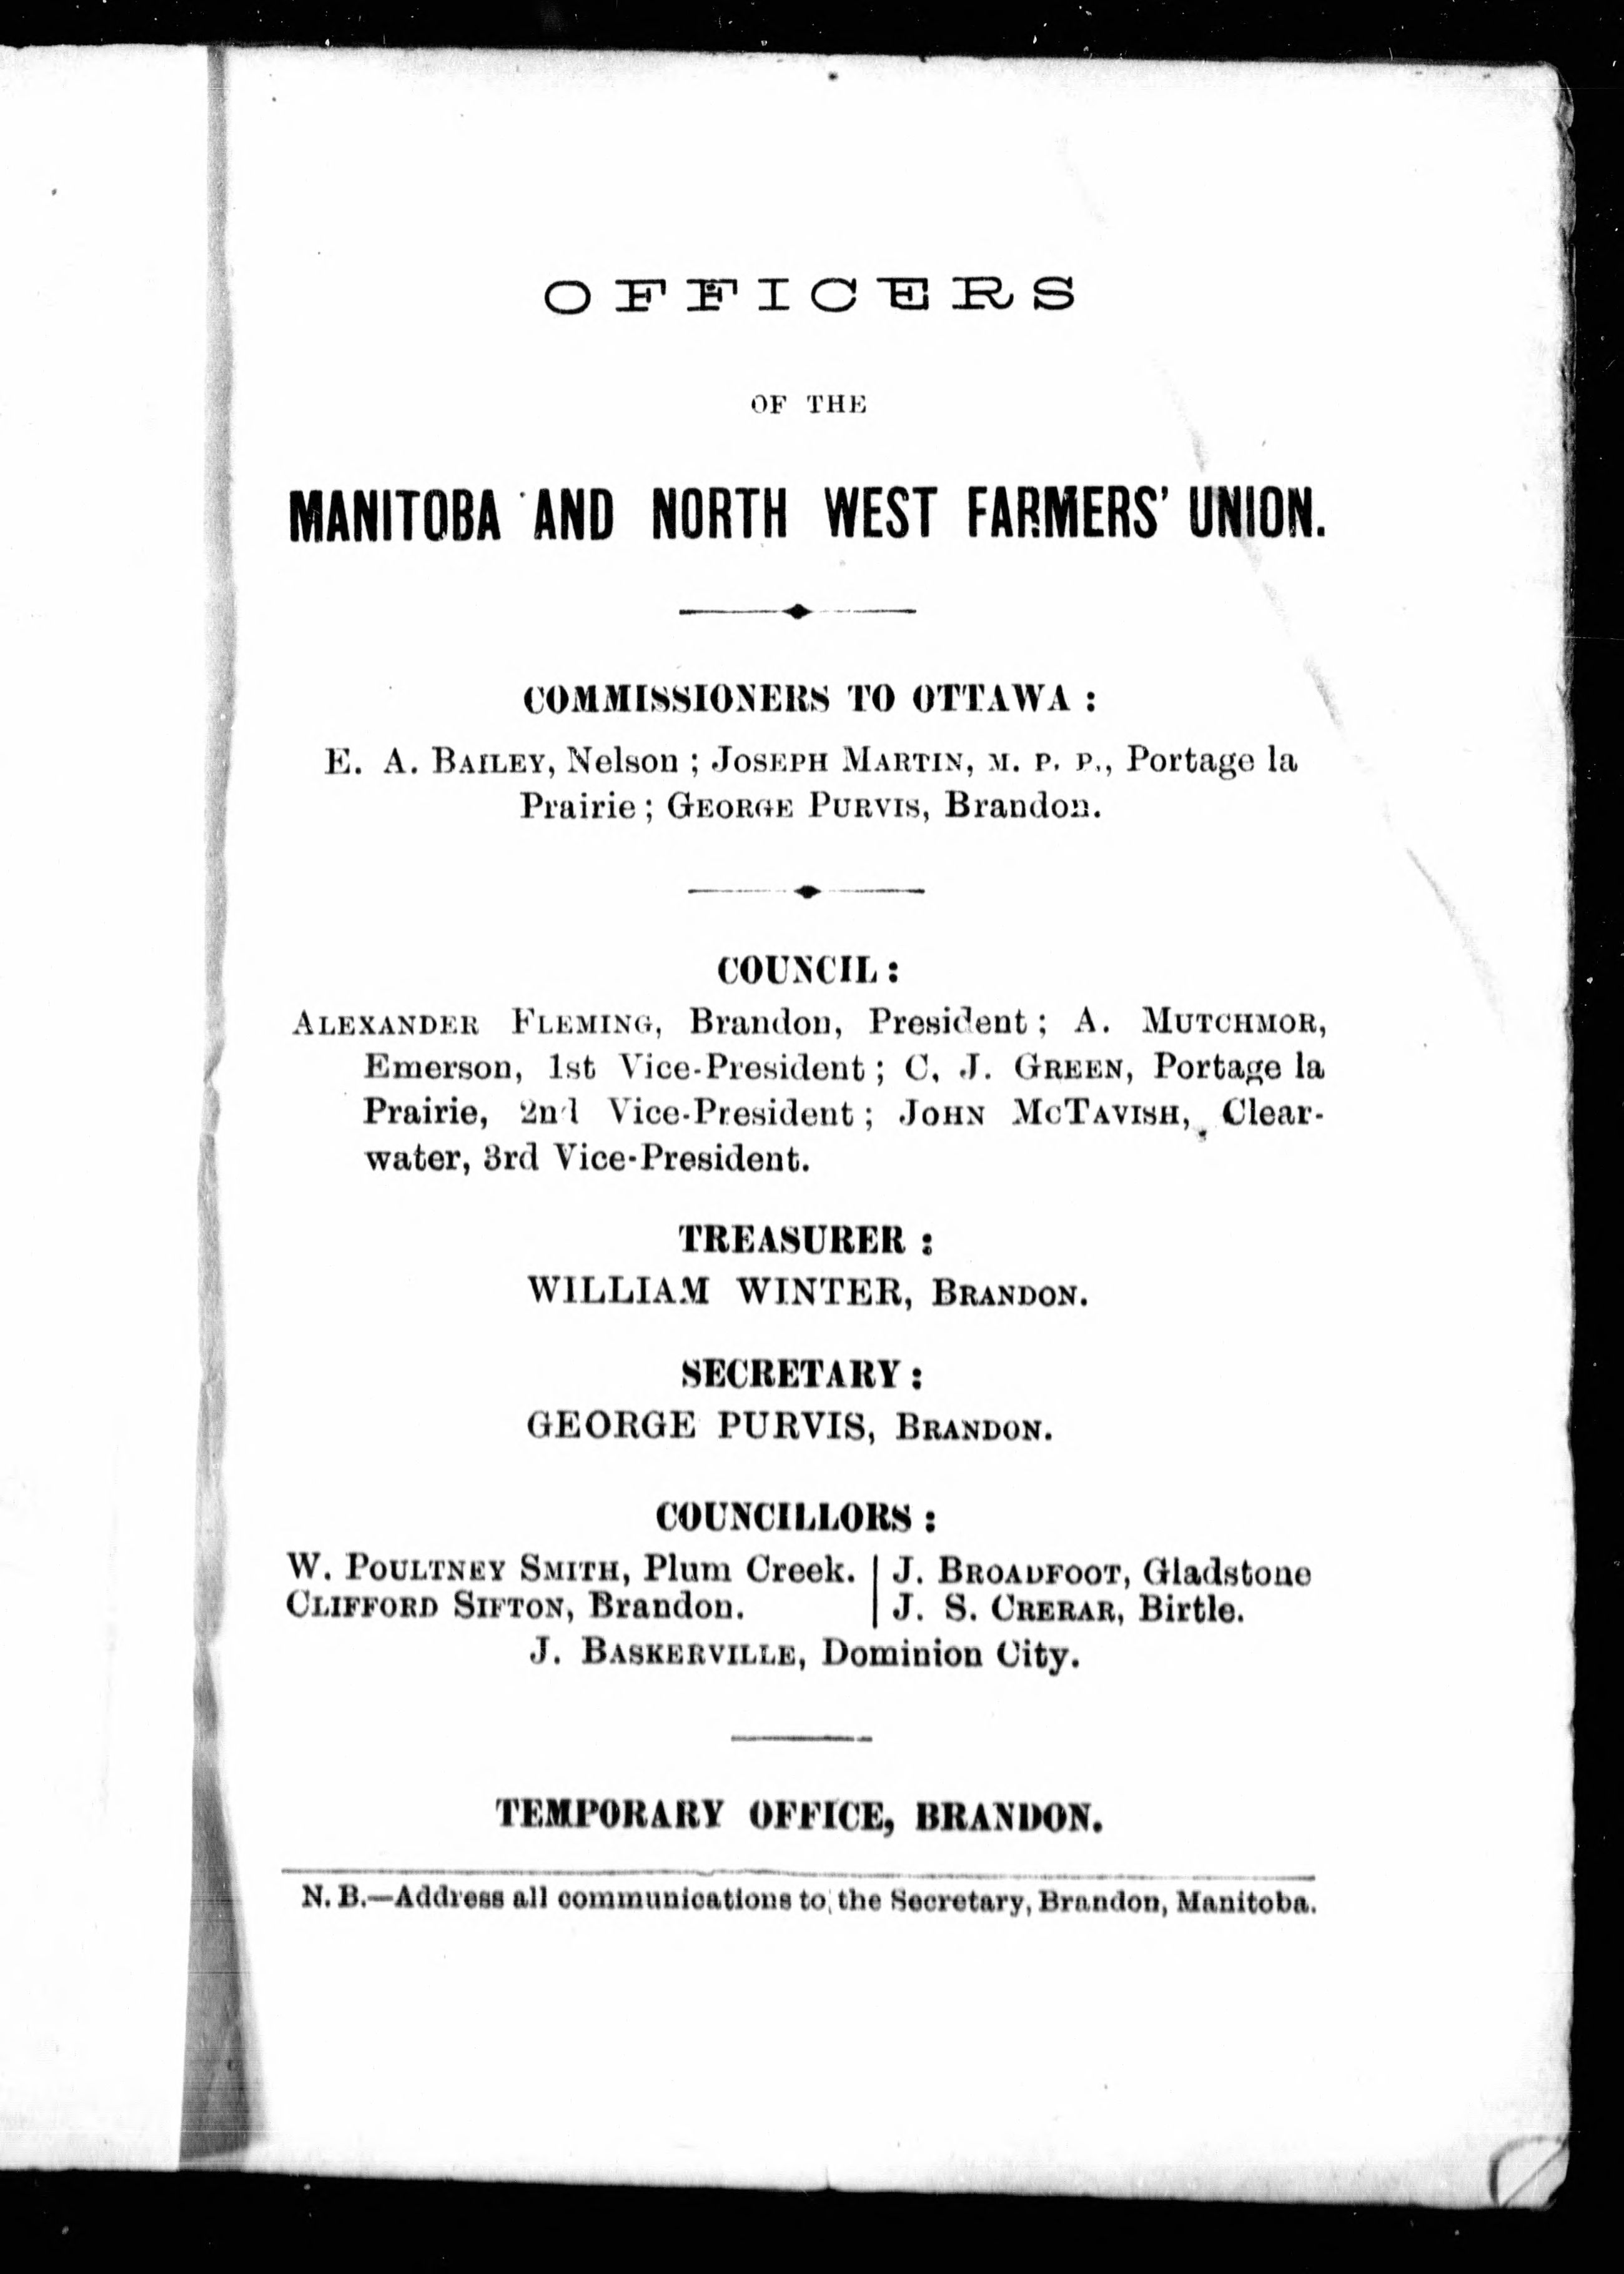 OFFICERS
OF THE
MANITOBA AND NORTH WEST FARMERS' UNION.
COMMISSIONERS TO OTTAWA :
E. A. BAILEY, Nelson ; JOSEPH MARTIN, M. P. P., Portage la
Prairie ; GEORGE PURVIS, Brandon.
COUNCIL :
ALEXANDER FLEMING, Brandon, President ; A. MUTCHMOR,
Emerson, 1st Vice-President ; C. J. GREEN, Portage la
Prairie, 2nd Vice-President ; JOHN MCTAVISH, Clear-
water, 3rd Vice-President.
TREASURER :
WILLIAM WINTER, BRANDON.
SECRETARY :
GEORGE PURVIS, BRANDON.
COUNCILLORS :
W. POULTNEY SMITH, Plum Creek. | J. BROADFOOT, Gladstone
CLIFFORD SIFTON, Brandon. | J. S. CRERAR, Birtle.
J. BASKERVILLE, Dominion City.
TEMPORARY OFFICE, BRANDON.
N. B.—Address all communications to the Secretary, Brandon, Manitoba.